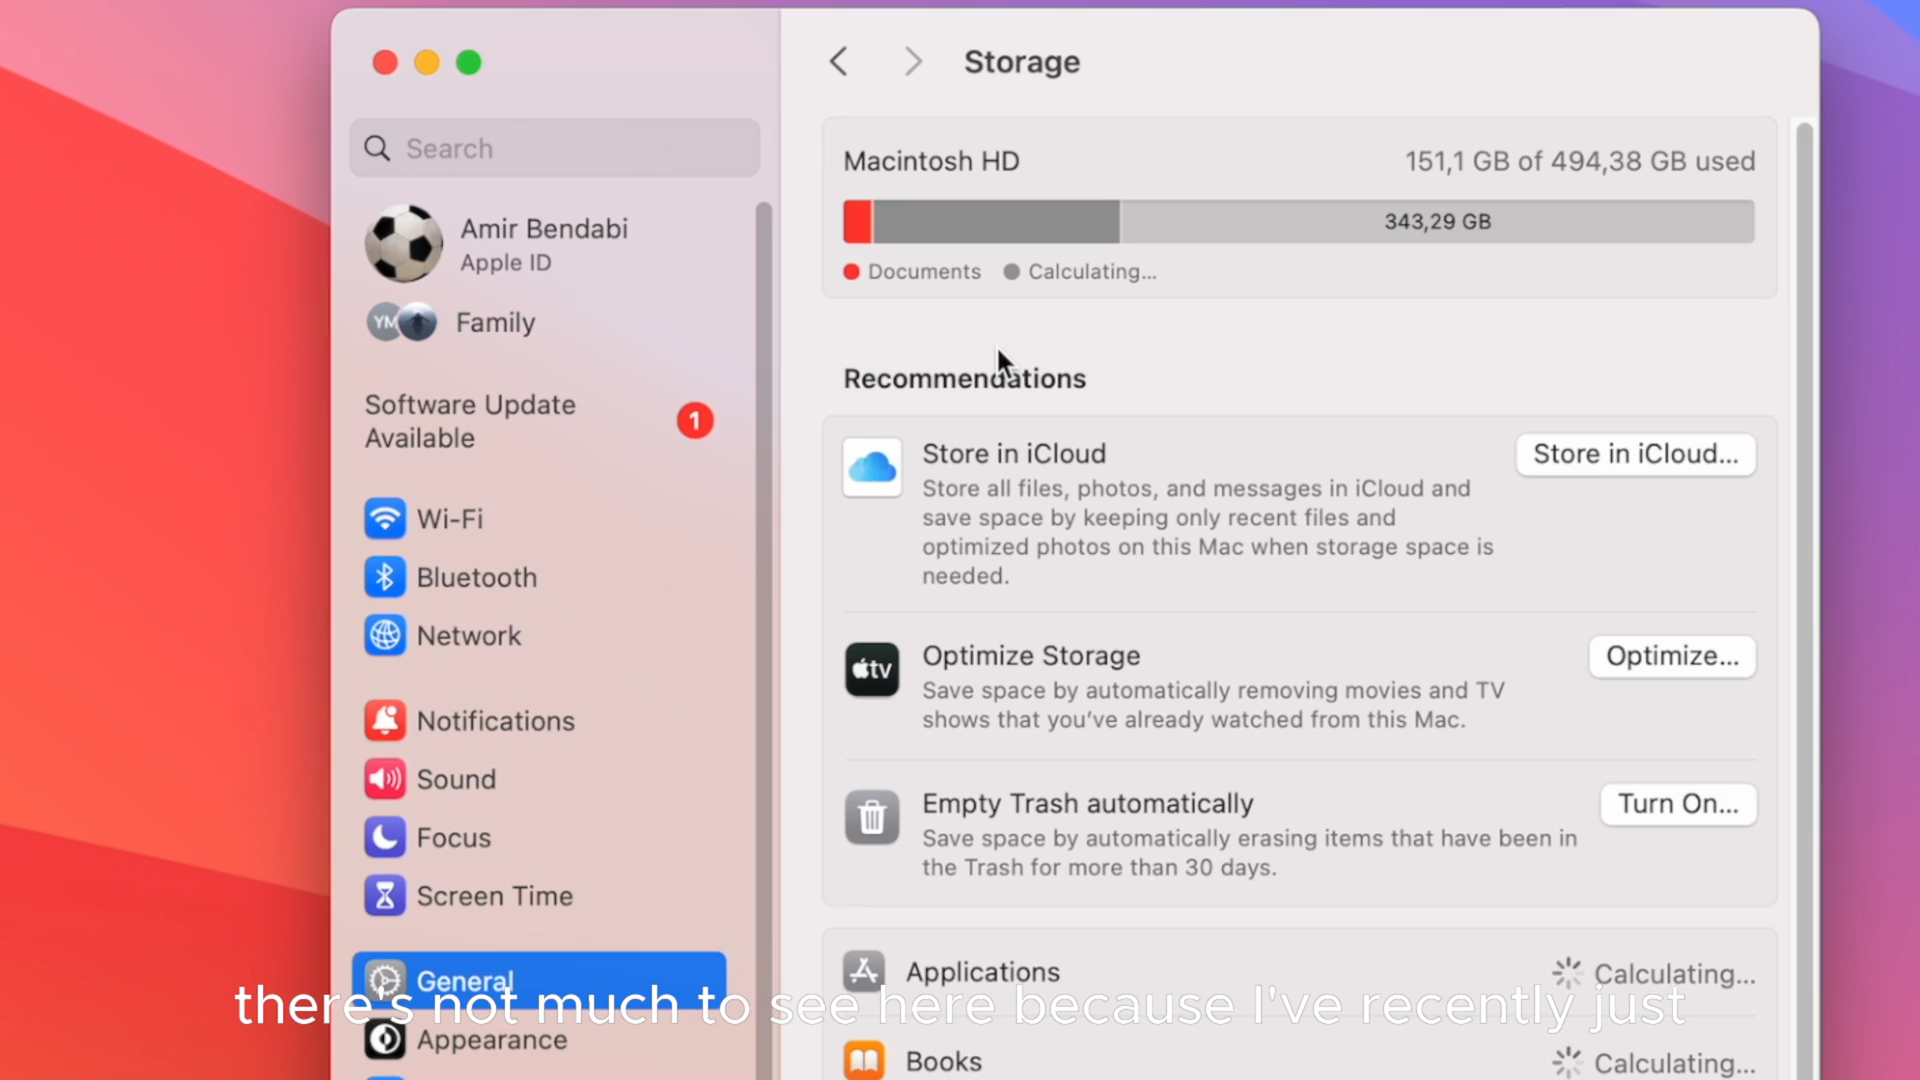 Storage
Search
Amir Bendabi
Apple ID
YM
Family
Software Update
Available
1
Wi-Fi
Bluetooth
Network
Notifications
Sound
Focus
Screen Time
General
Appearance
Macintosh HD
151,1 GB of 494,38 GB used
343,29 GB
Documents
Calculating...
Recommendations
Store in iCloud
Store in iCloud...
Store all files, photos, and messages in iCloud and
save space by keeping only recent files and
optimized photos on this Mac when storage space is
needed.
tv
Optimize Storage
Optimize...
Save space by automatically removing movies and TV
shows that you've already watched from this Mac.
Empty Trash automatically
Turn On...
Save space by automatically erasing items that have been in
the Trash for more than 30 days.
Applications
Calculating...
Books
Calculating...
there's not much to see here because I've recently just